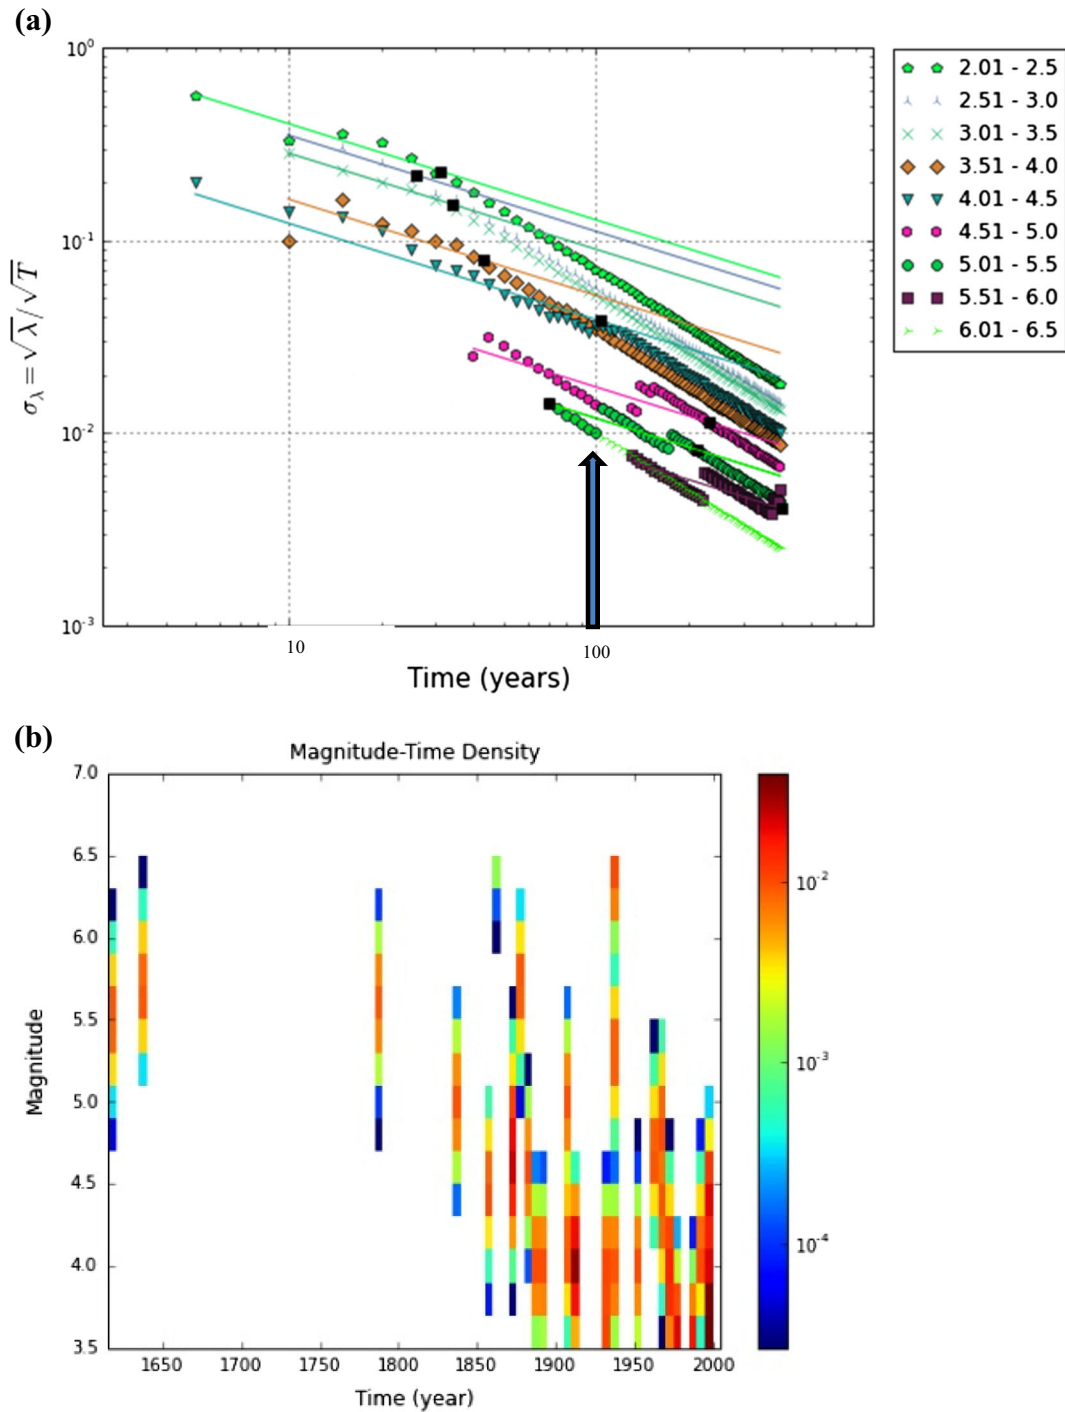 (a)
10^0
10^-1
10^-2
10^-3
σ_λ = √λ/√T
10
100
Time (years)
2.01 - 2.5
2.51 - 3.0
3.01 - 3.5
3.51 - 4.0
4.01 - 4.5
4.51 - 5.0
5.01 - 5.5
5.51 - 6.0
6.01 - 6.5
(b)
Magnitude-Time Density
7.0
6.5
6.0
5.5
5.0
4.5
4.0
3.5
Magnitude
1650 1700 1750 1800 1850 1900 1950 2000
Time (year)
10^-2
10^-3
10^-4